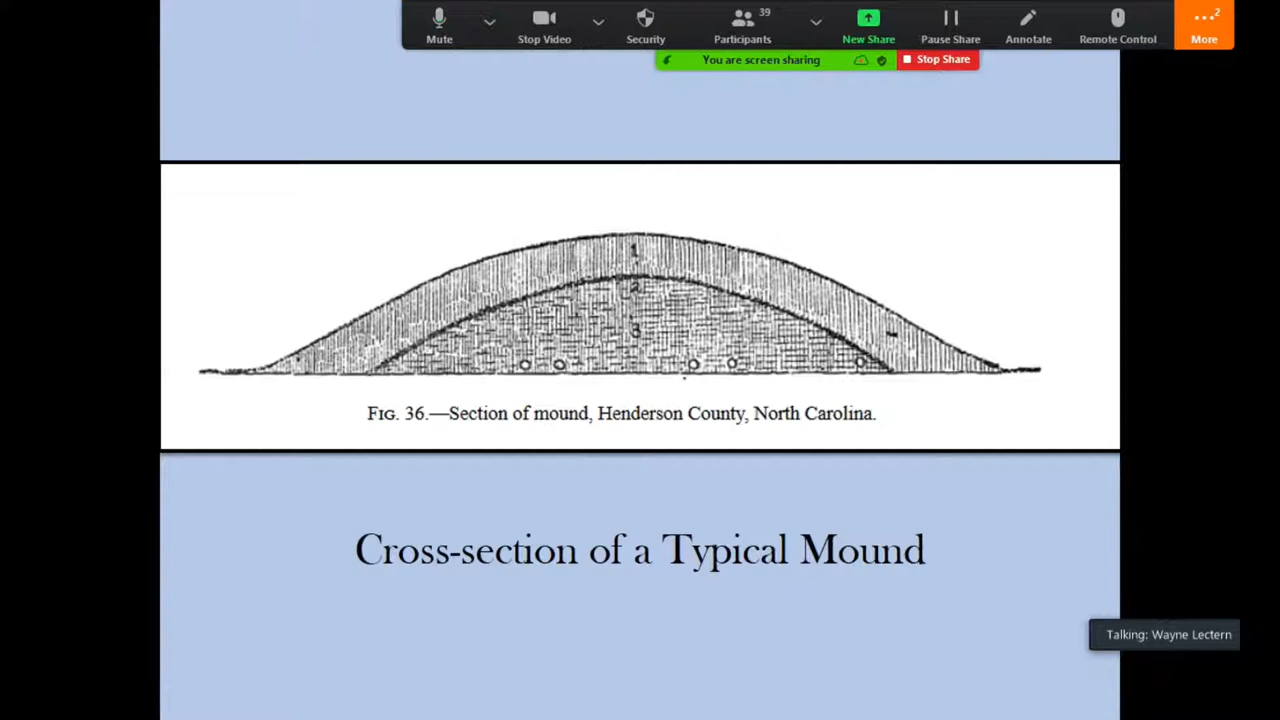 39
2
Mute
Stop Video
Security
Participants
New Share
Pause Share
Annotate
Remote Control
More
You are screen sharing
Stop Share
1
2
3
FIG. 36.—Section of mound, Henderson County, North Carolina.
Cross-section of a Typical Mound
Talking: Wayne Lectern